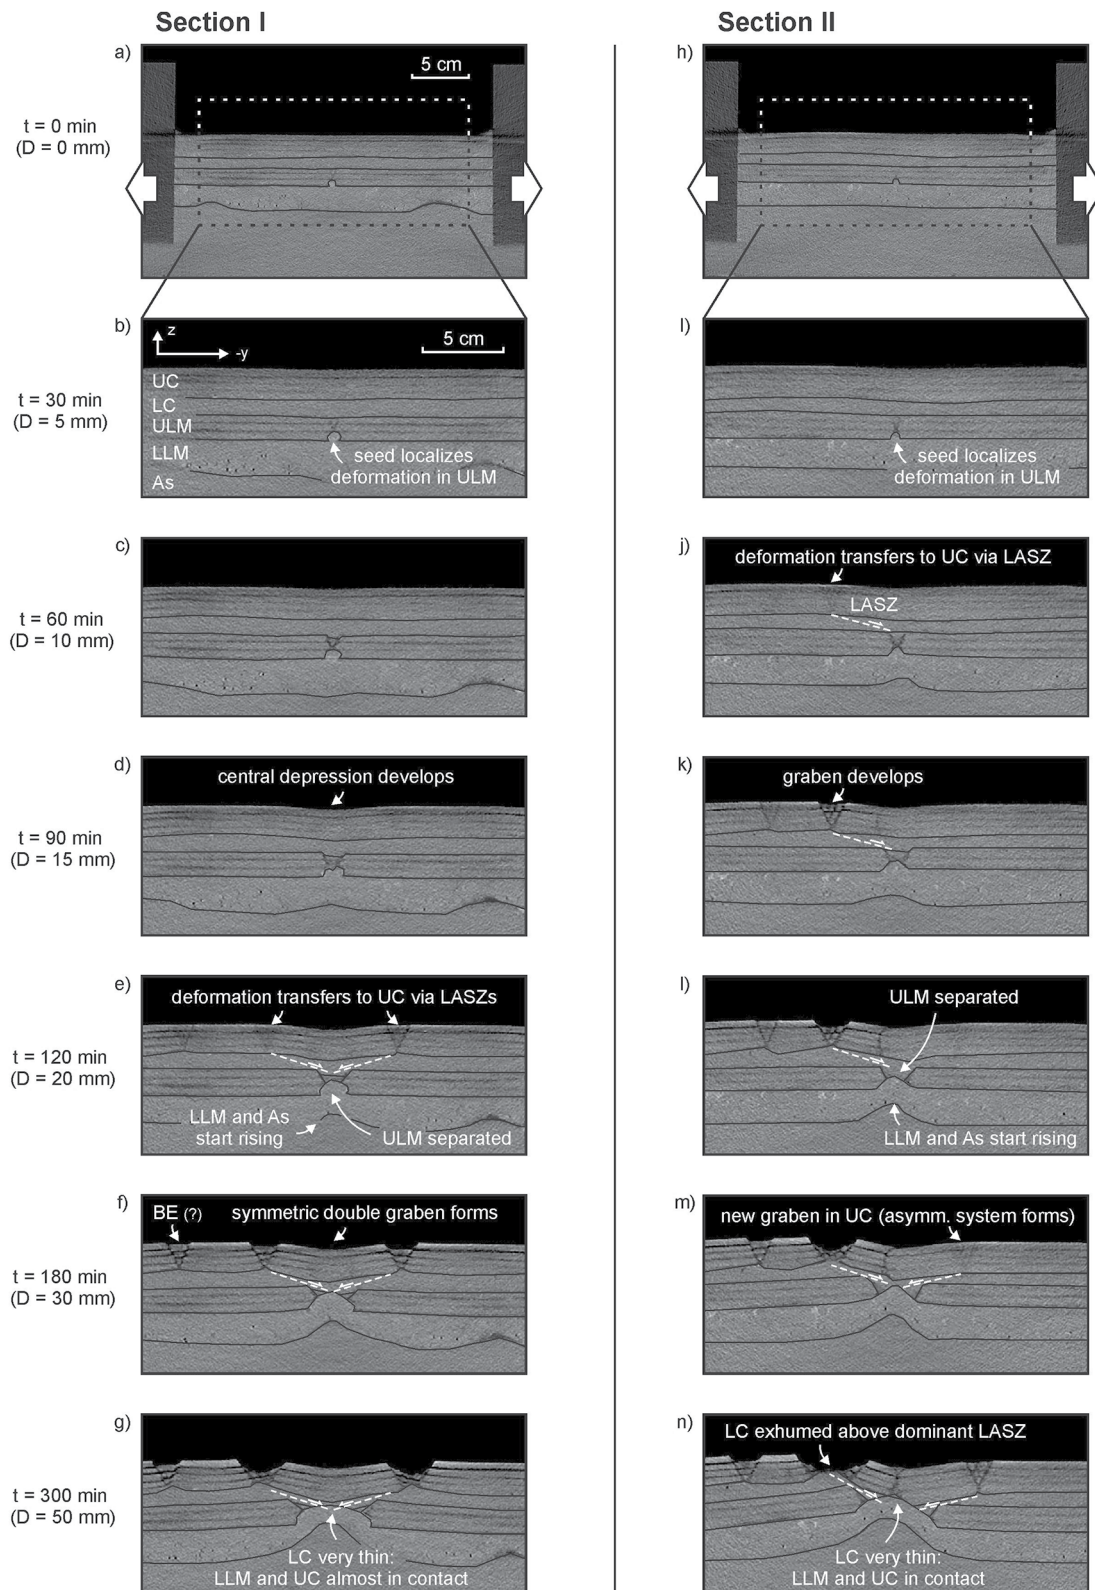 Section I
Section II
a)
5 cm
h)
t = 0 min
(D = 0 mm)
b)
z
-y
5 cm
l)
t = 30 min
(D = 5 mm)
UC
LC
ULM
LLM
As
seed localizes
deformation in ULM
seed localizes
deformation in ULM
c)
j)
deformation transfers to UC via LASZ
LASZ
t = 60 min
(D = 10 mm)
d)
central depression develops
k)
graben develops
t = 90 min
(D = 15 mm)
e)
deformation transfers to UC via LASZs
l)
ULM separated
t = 120 min
(D = 20 mm)
LLM and As
start rising
ULM separated
LLM and As start rising
f)
BE (?)
symmetric double graben forms
m)
new graben in UC (asymm. system forms)
t = 180 min
(D = 30 mm)
g)
n)
LC exhumed above dominant LASZ
t = 300 min
(D = 50 mm)
LC very thin:
LLM and UC almost in contact
LC very thin:
LLM and UC in contact